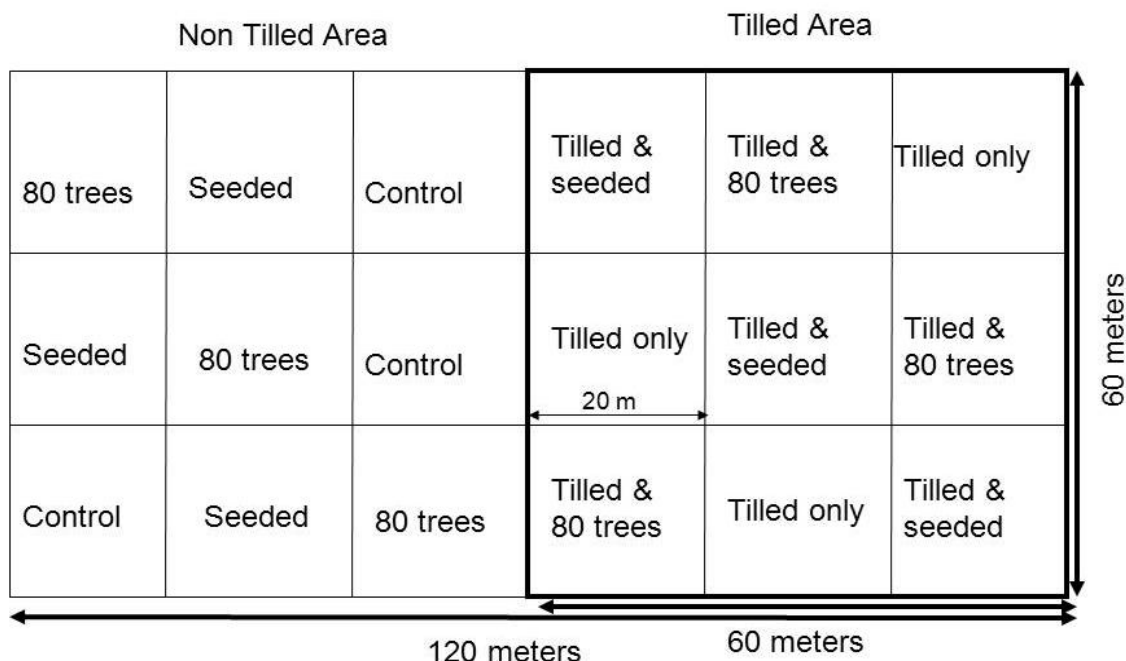 Non Tilled Area
Tilled Area
80 trees
Seeded
Control
Tilled &
seeded
Tilled &
80 trees
Tilled only
Seeded
80 trees
Control
Tilled only
20 m
Tilled &
seeded
Tilled &
80 trees
60 meters
Control
Seeded
80 trees
Tilled &
80 trees
Tilled only
Tilled &
seeded
120 meters
60 meters